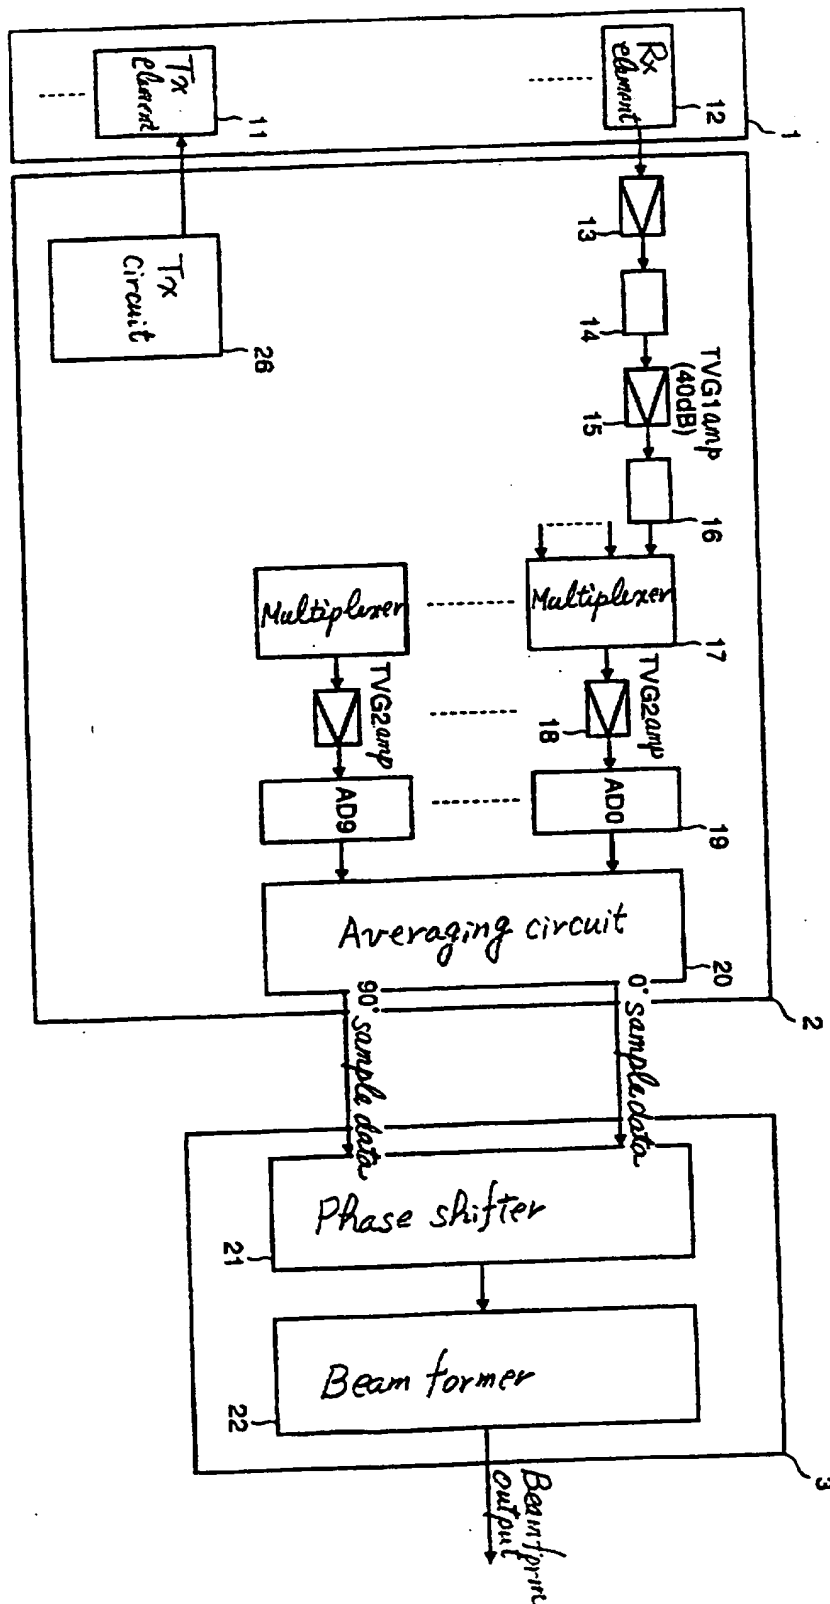 Rx
element
12
1
Tx
element
11
13
14
TVG1amp
(40dB)
15
16
Trx
Circuit
26
Multiplexer
17
Multiplexer
TVG2amp
18
TVG2amp
AD0
19
AD9
Averaging circuit
20
0° sample data
90° sample data
2
Phase shifter
21
Beam former
22
3
Beamform
output